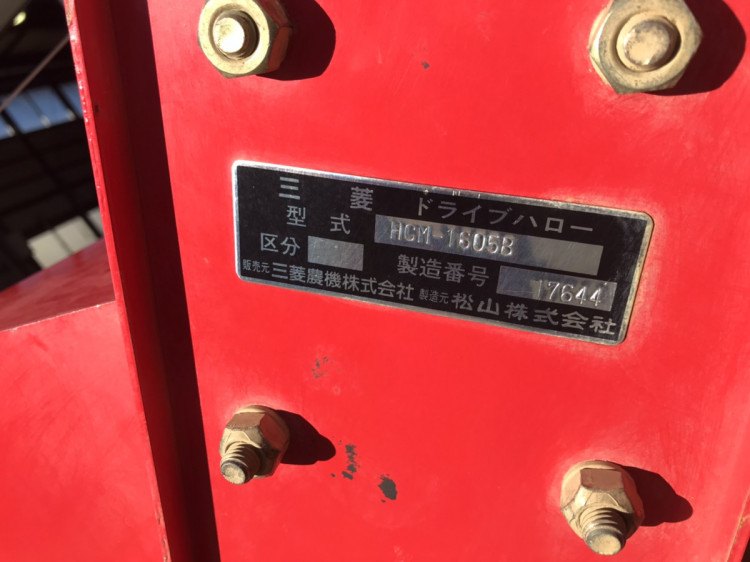 三菱 ドライブハロー
型式 HCM-1605B
区分 製造番号 17644
販売元 三菱農機株式会社 製造元 松山株式会社